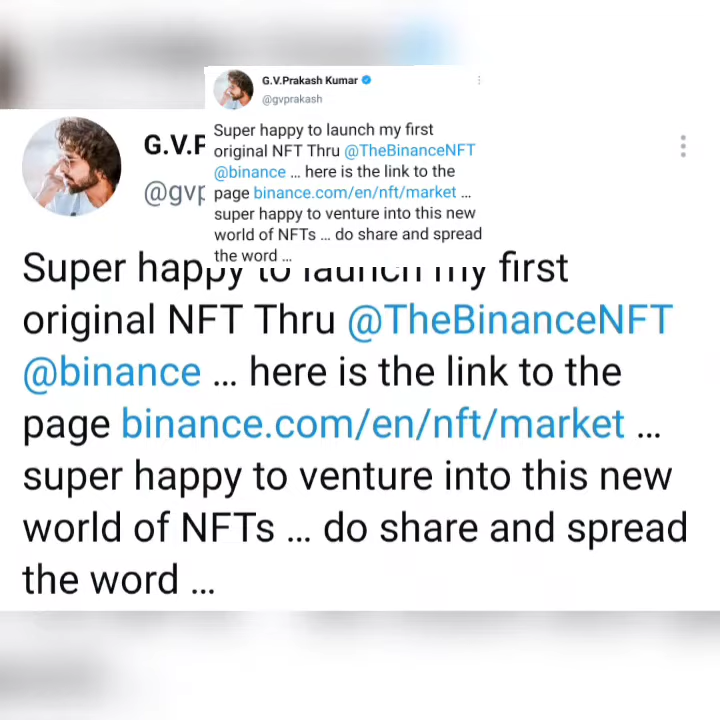 G.V.Prakash Kumar
@gvprakash
Super happy to launch my first
original NFT Thru @TheBinanceNFT
@binance ... here is the link to the
page binance.com/en/nft/market ...
super happy to venture into this new
world of NFTs ... do share and spread
the word ...
G.V.P
@gvp
Super happy to launch my first
original NFT Thru @TheBinanceNFT
@binance ... here is the link to the
page binance.com/en/nft/market ...
super happy to venture into this new
world of NFTs ... do share and spread
the word ...